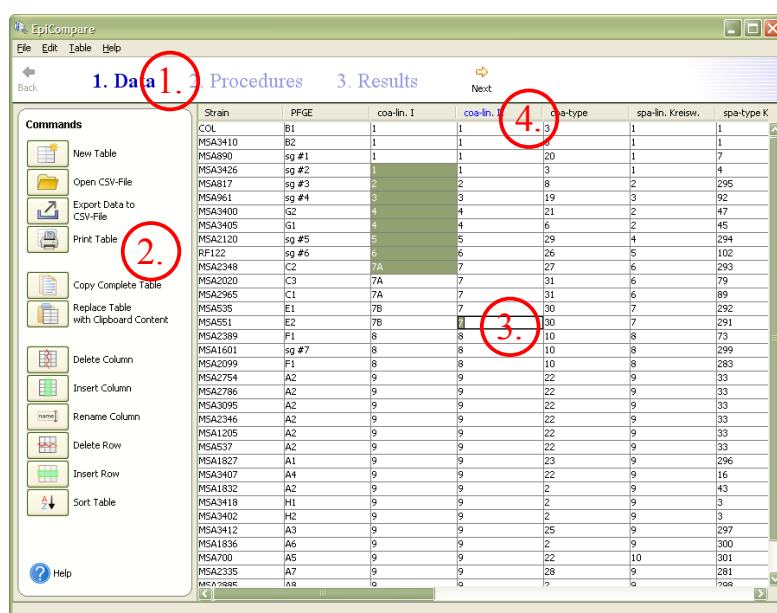 EpiCompare
File Edit Table Help
Back 1. Data 1. 2. Procedures 3. Results Next
Commands
New Table
Open CSV-File
Export Data to
CSV-File
Print Table
2.
Copy Complete Table
Replace Table
with Clipboard Content
Delete Column
Insert Column
name
Rename Column
Delete Row
Insert Row
A
Z
Sort Table
? Help
Strain PFGE coa-lin. I coa-lin. 4. coa-type spa-lin. Kreisw. spa-type K
COL B1 1 1 3 1 1
MSA3410 B2 1 1 1 1
MSA890 sg #1 1 1 20 1 7
MSA3426 sg #2 1 1 3 1 4
MSA817 sg #3 2 2 8 2 295
MSA961 sg #4 3 3 19 3 92
MSA3400 G2 4 4 21 2 47
MSA3405 G1 4 4 6 2 45
MSA2120 sg #5 5 5 29 4 294
RF122 sg #6 6 6 26 5 102
MSA2348 C2 7A 7 27 6 293
MSA2020 C3 7A 7 31 6 79
MSA2965 C1 7A 7 31 6 89
MSA535 E1 7B 7 30 7 292
MSA551 E2 7B 7 3. 30 7 291
MSA2389 F1 8 8 10 8 73
MSA1601 sg #7 8 8 10 8 299
MSA2099 F1 8 8 10 8 283
MSA2754 A2 9 9 22 9 33
MSA2786 A2 9 9 22 9 33
MSA3095 A2 9 9 22 9 33
MSA2346 A2 9 9 22 9 33
MSA1205 A2 9 9 22 9 33
MSA537 A2 9 9 22 9 33
MSA1827 A1 9 9 23 9 296
MSA3407 A4 9 9 22 9 16
MSA1832 A2 9 9 2 9 43
MSA3418 H1 9 9 2 9 3
MSA3402 H2 9 9 2 9 3
MSA3412 A3 9 9 25 9 297
MSA1836 A6 9 9 2 9 300
MSA700 A5 9 9 22 10 301
MSA2335 A7 9 9 28 9 281
MSA2885 A8 9 9 2 9 298